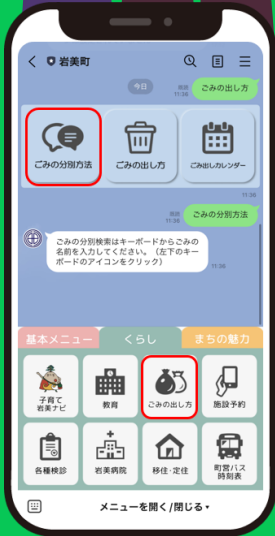 岩美町
今日
既読
11:36
ごみの出し方
ごみの分別方法
ごみの出し方
ごみ出しカレンダー
11:36
既読
11:36
ごみの分別方法
ごみの分別検索はキーボードからごみの
名前を入力してください。（左下のキー
ボードのアイコンをクリック）
11:36
基本メニュー
くらし
まちの魅力
子育て
岩美ナビ
教育
ごみの出し方
施設予約
各種検診
岩美病院
移住・定住
町営バス
時刻表
メニューを開く/閉じる▾